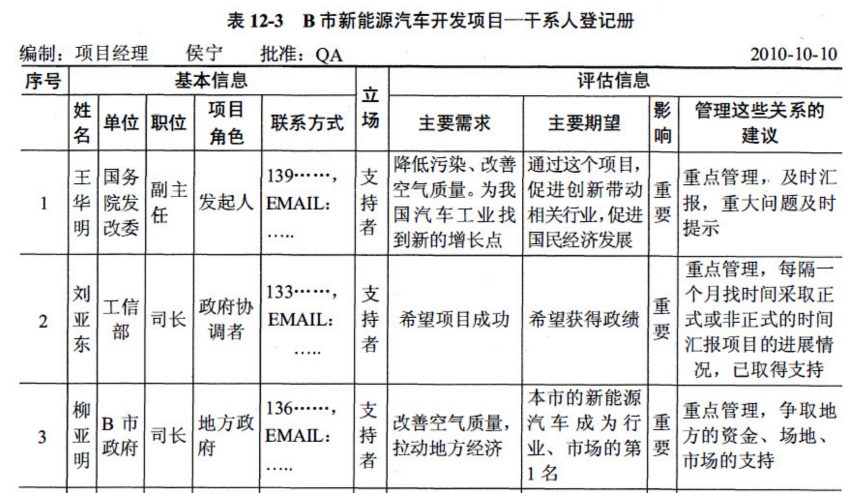 表 12-3 B 市新能源汽车开发项目—干系人登记册
编制：项目经理 侯宁 批准：QA 2010-10-10
序号 基本信息 立场 评估信息
姓名 单位 职位 项目角色 联系方式 主要需求 主要期望 影响 管理这些关系的建议
1 王华明 国务院发改委 副主任 发起人 139……，EMAIL：….. 支持者 降低污染、改善空气质量。为我国汽车工业找到新的增长点 通过这个项目，促进创新带动相关行业，促进国民经济发展 重要 重点管理，及时汇报，重大问题及时提示
2 刘亚东 工信部 司长 政府协调者 133……，EMAIL：….. 支持者 希望项目成功 希望获得政绩 重要 重点管理，每隔一个月找时间采取正式或非正式的时间汇报项目的进展情况，已取得支持
3 柳亚明 B 市政府 司长 地方政府 136……，EMAIL：….. 支持者 改善空气质量，拉动地方经济 本市的新能源汽车成为行业、市场的第1名 重要 重点管理，争取地方的资金、场地、市场的支持